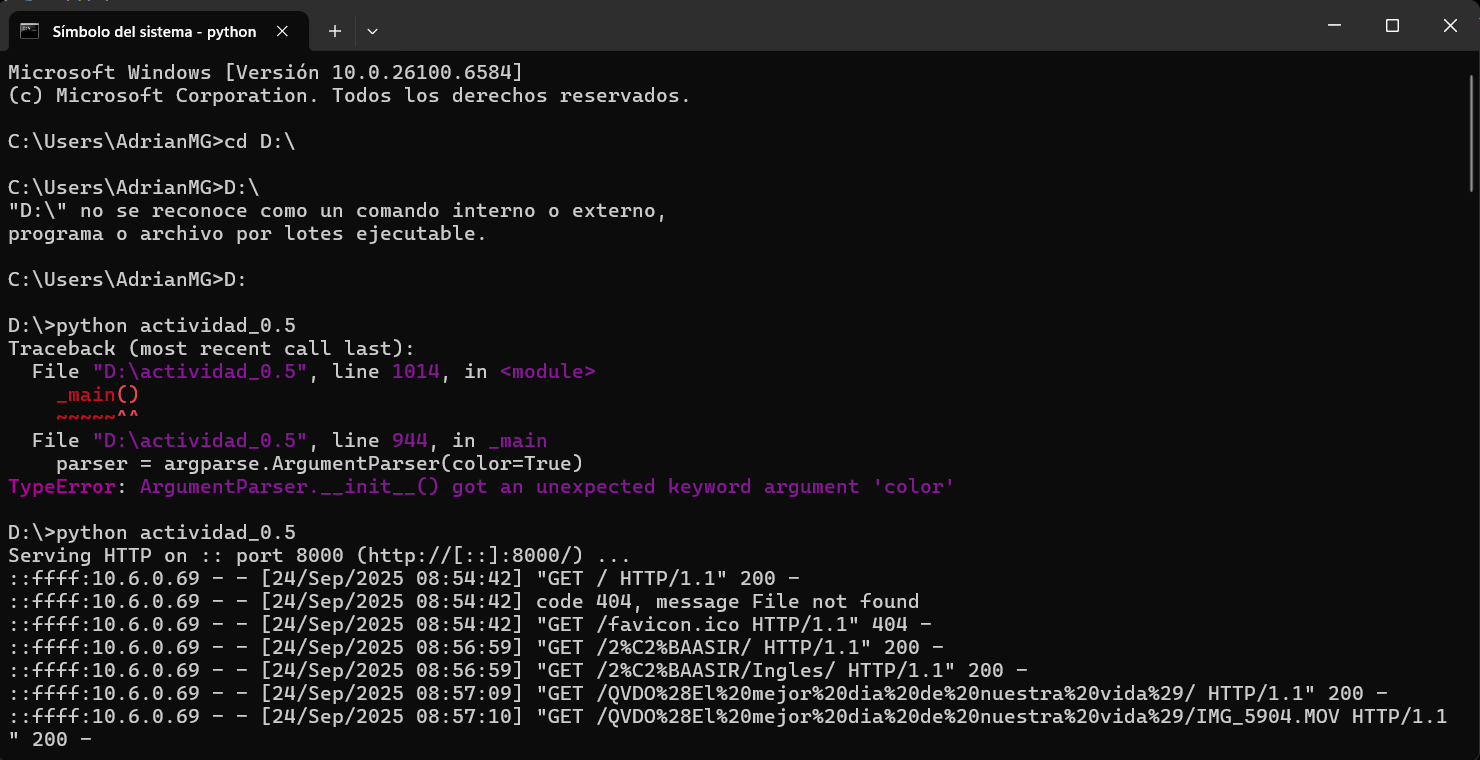 Símbolo del sistema - python
Microsoft Windows [Versión 10.0.26100.6584]
(c) Microsoft Corporation. Todos los derechos reservados.
C:\Users\AdrianMG>cd D:\
C:\Users\AdrianMG>D:\
"D:\" no se reconoce como un comando interno o externo,
programa o archivo por lotes ejecutable.
C:\Users\AdrianMG>D:
D:\>python actividad_0.5
Traceback (most recent call last):
  File "D:\actividad_0.5", line 1014, in <module>
    _main()
    ~~~~~^^
  File "D:\actividad_0.5", line 944, in _main
    parser = argparse.ArgumentParser(color=True)
TypeError: ArgumentParser.__init__() got an unexpected keyword argument 'color'
D:\>python actividad_0.5
Serving HTTP on :: port 8000 (http://[::]:8000/) ...
::ffff:10.6.0.69 - - [24/Sep/2025 08:54:42] "GET / HTTP/1.1" 200 -
::ffff:10.6.0.69 - - [24/Sep/2025 08:54:42] code 404, message File not found
::ffff:10.6.0.69 - - [24/Sep/2025 08:54:42] "GET /favicon.ico HTTP/1.1" 404 -
::ffff:10.6.0.69 - - [24/Sep/2025 08:56:59] "GET /2%C2%BAASIR/ HTTP/1.1" 200 -
::ffff:10.6.0.69 - - [24/Sep/2025 08:56:59] "GET /2%C2%BAASIR/Ingles/ HTTP/1.1" 200 -
::ffff:10.6.0.69 - - [24/Sep/2025 08:57:09] "GET /QVDO%28El%20mejor%20dia%20de%20nuestra%20vida%29/ HTTP/1.1" 200 -
::ffff:10.6.0.69 - - [24/Sep/2025 08:57:10] "GET /QVDO%28El%20mejor%20dia%20de%20nuestra%20vida%29/IMG_5904.MOV HTTP/1.1
" 200 -